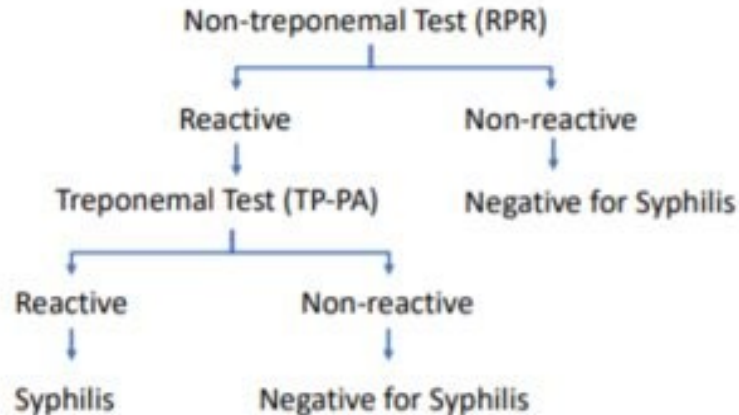 Non-treponemal Test (RPR)
Reactive
Non-reactive
Treponemal Test (TP-PA)
Negative for Syphilis
Reactive
Non-reactive
Syphilis
Negative for Syphilis